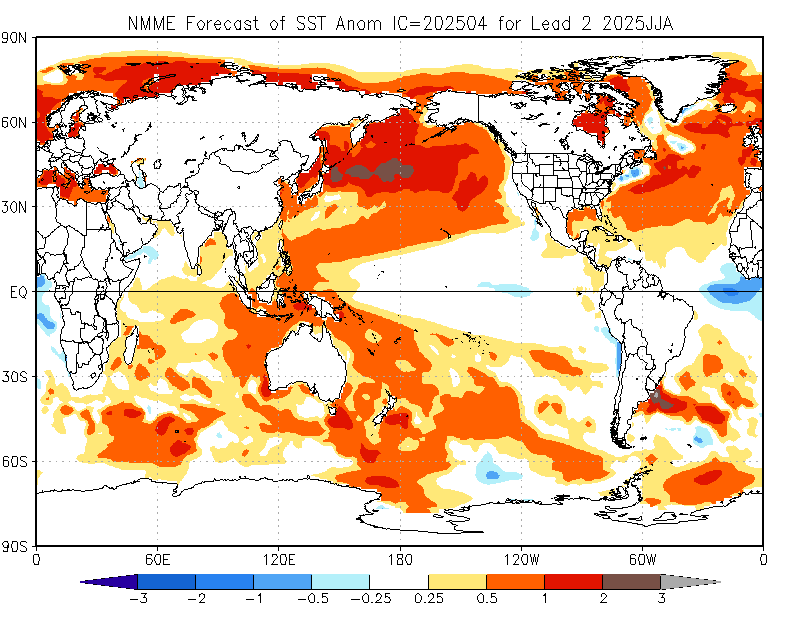 NMME Forecast of SST Anom IC=202504 for Lead 2 2025JJA
90N
60N
30N
EQ
30S
60S
90S
0 60E 120E 180 120W 60W 0
-3 -2 -1 -0.5 -0.25 0.25 0.5 1 2 3